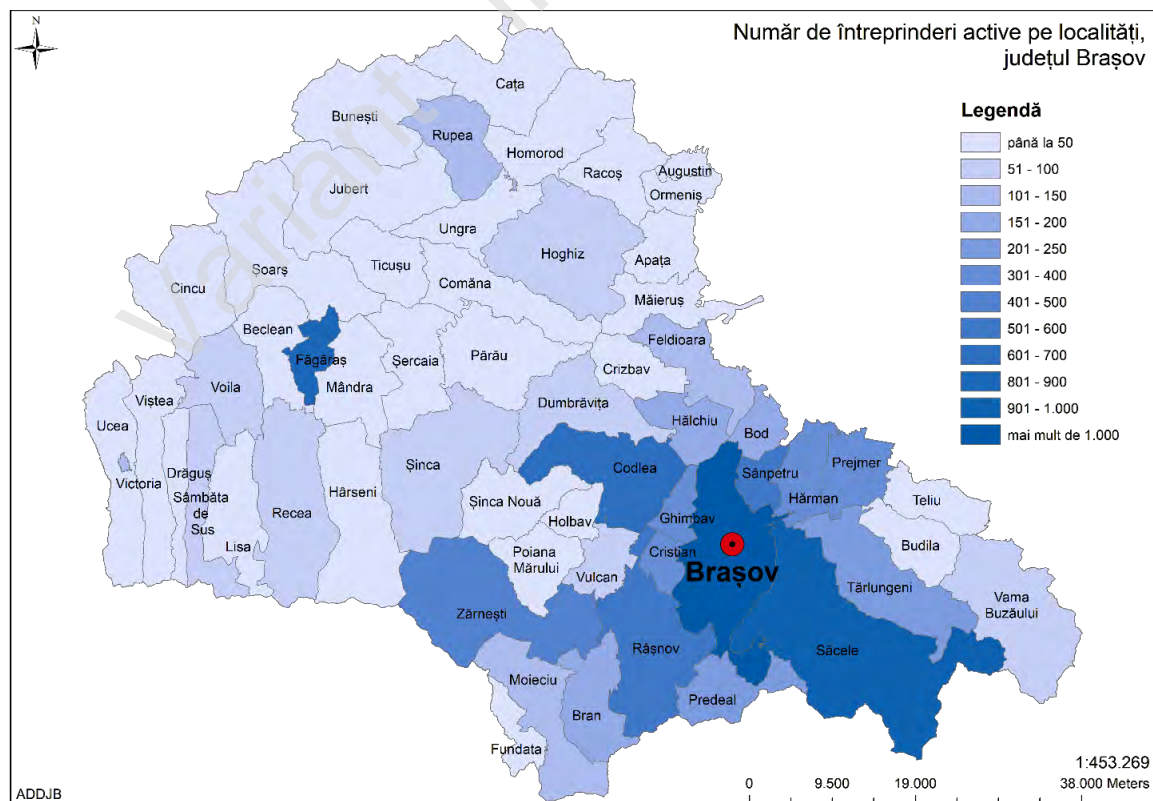 N
Număr de întreprinderi active pe localități,
județul Brașov
Legendă
până la 50
51 - 100
101 - 150
151 - 200
201 - 250
301 - 400
401 - 500
501 - 600
601 - 700
801 - 900
901 - 1.000
mai mult de 1.000
Cața
Bunești
Rupea
Homorod
Racoș
Augustin
Ormeniș
Jubert
Ungra
Hoghiz
Apața
Șoarș
Ticușu
Cincu
Comăna
Măieruș
Beclean
Feldioara
Făgăraș
Șercaia
Părău
Crizbav
Voila
Mândra
Viștea
Dumbrăvița
Ucea
Hălchiu
Bod
Drăguș
Șinca
Codlea
Sânpetru
Prejmer
Victoria
Sâmbăta
de
Sus
Recea
Hârseni
Șinca Nouă
Hărman
Teliu
Holbav
Ghimbav
Lisa
Poiana
Mărului
Cristian
Budila
Vulcan
Brașov
Tărlungeni
Vama
Buzăului
Zărnești
Râșnov
Săcele
Moieciu
Predeal
Bran
Fundata
1:453.269
0 9.500 19.000 38.000 Meters
ADDJB
Variant